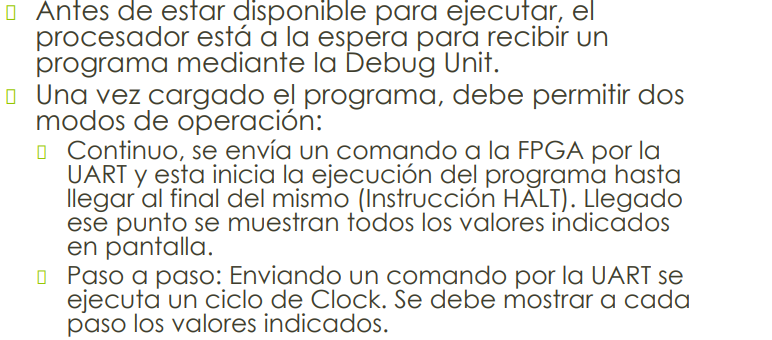 Antes de estar disponible para ejecutar, el
procesador está a la espera para recibir un
programa mediante la Debug Unit.
Una vez cargado el programa, debe permitir dos
modos de operación:
Continuo, se envía un comando a la FPGA por la
UART y esta inicia la ejecución del programa hasta
llegar al final del mismo (Instrucción HALT). Llegado
ese punto se muestran todos los valores indicados
en pantalla.
Paso a paso: Enviando un comando por la UART se
ejecuta un ciclo de Clock. Se debe mostrar a cada
paso los valores indicados.